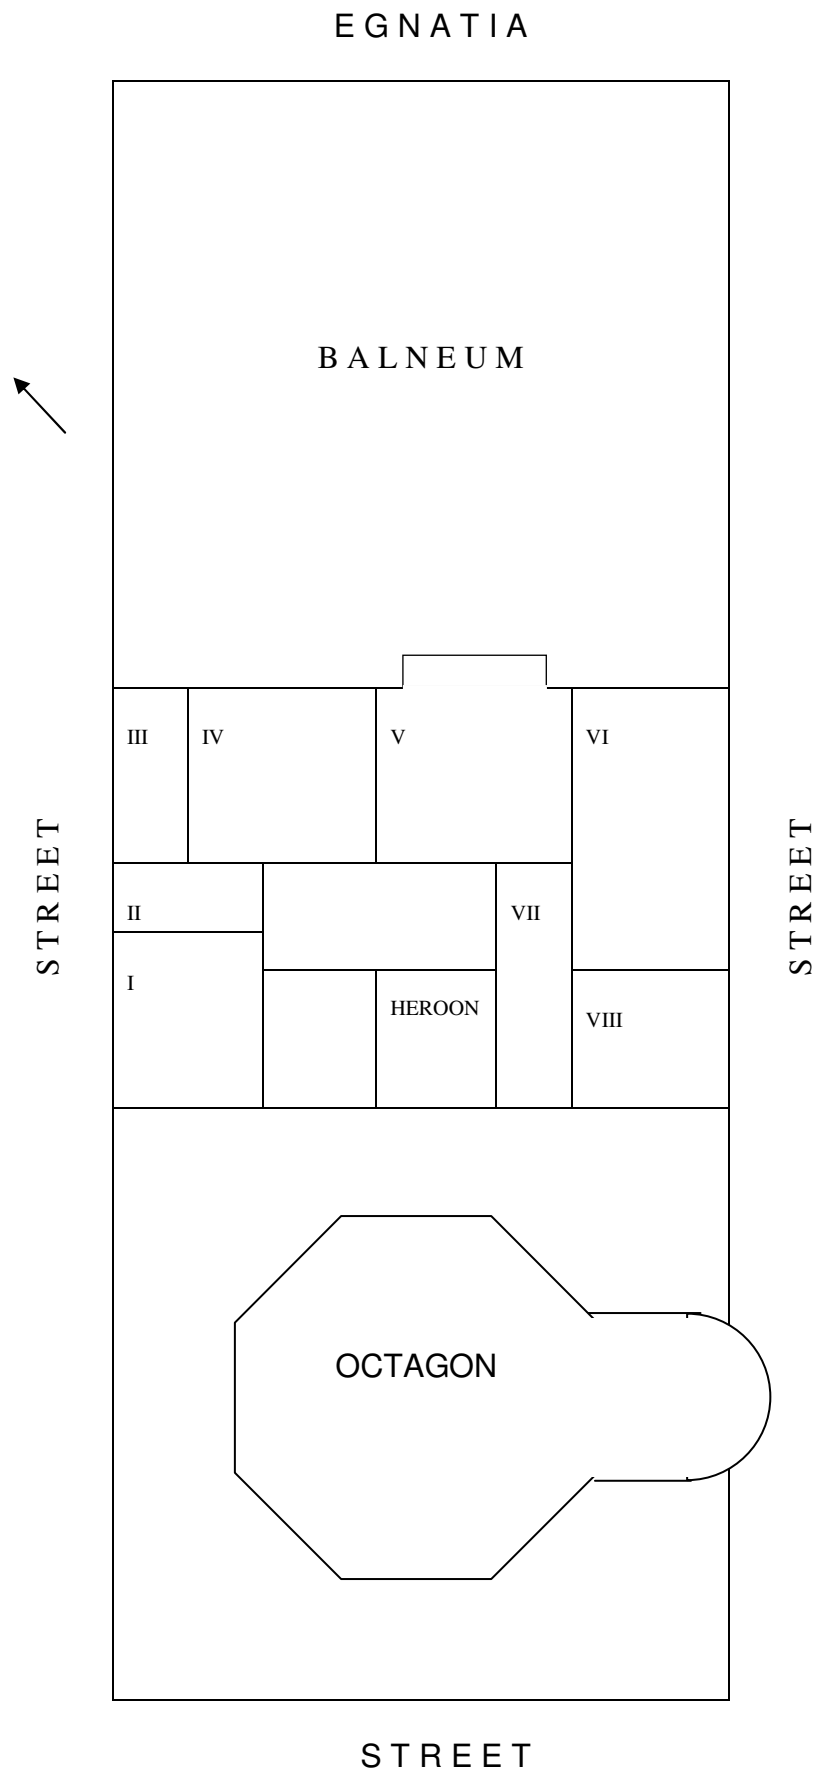 EGNATIA
BALNEUM
III
IV
V
VI
STREET
STREET
II
VII
I
HEROON
VIII
OCTAGON
STREET